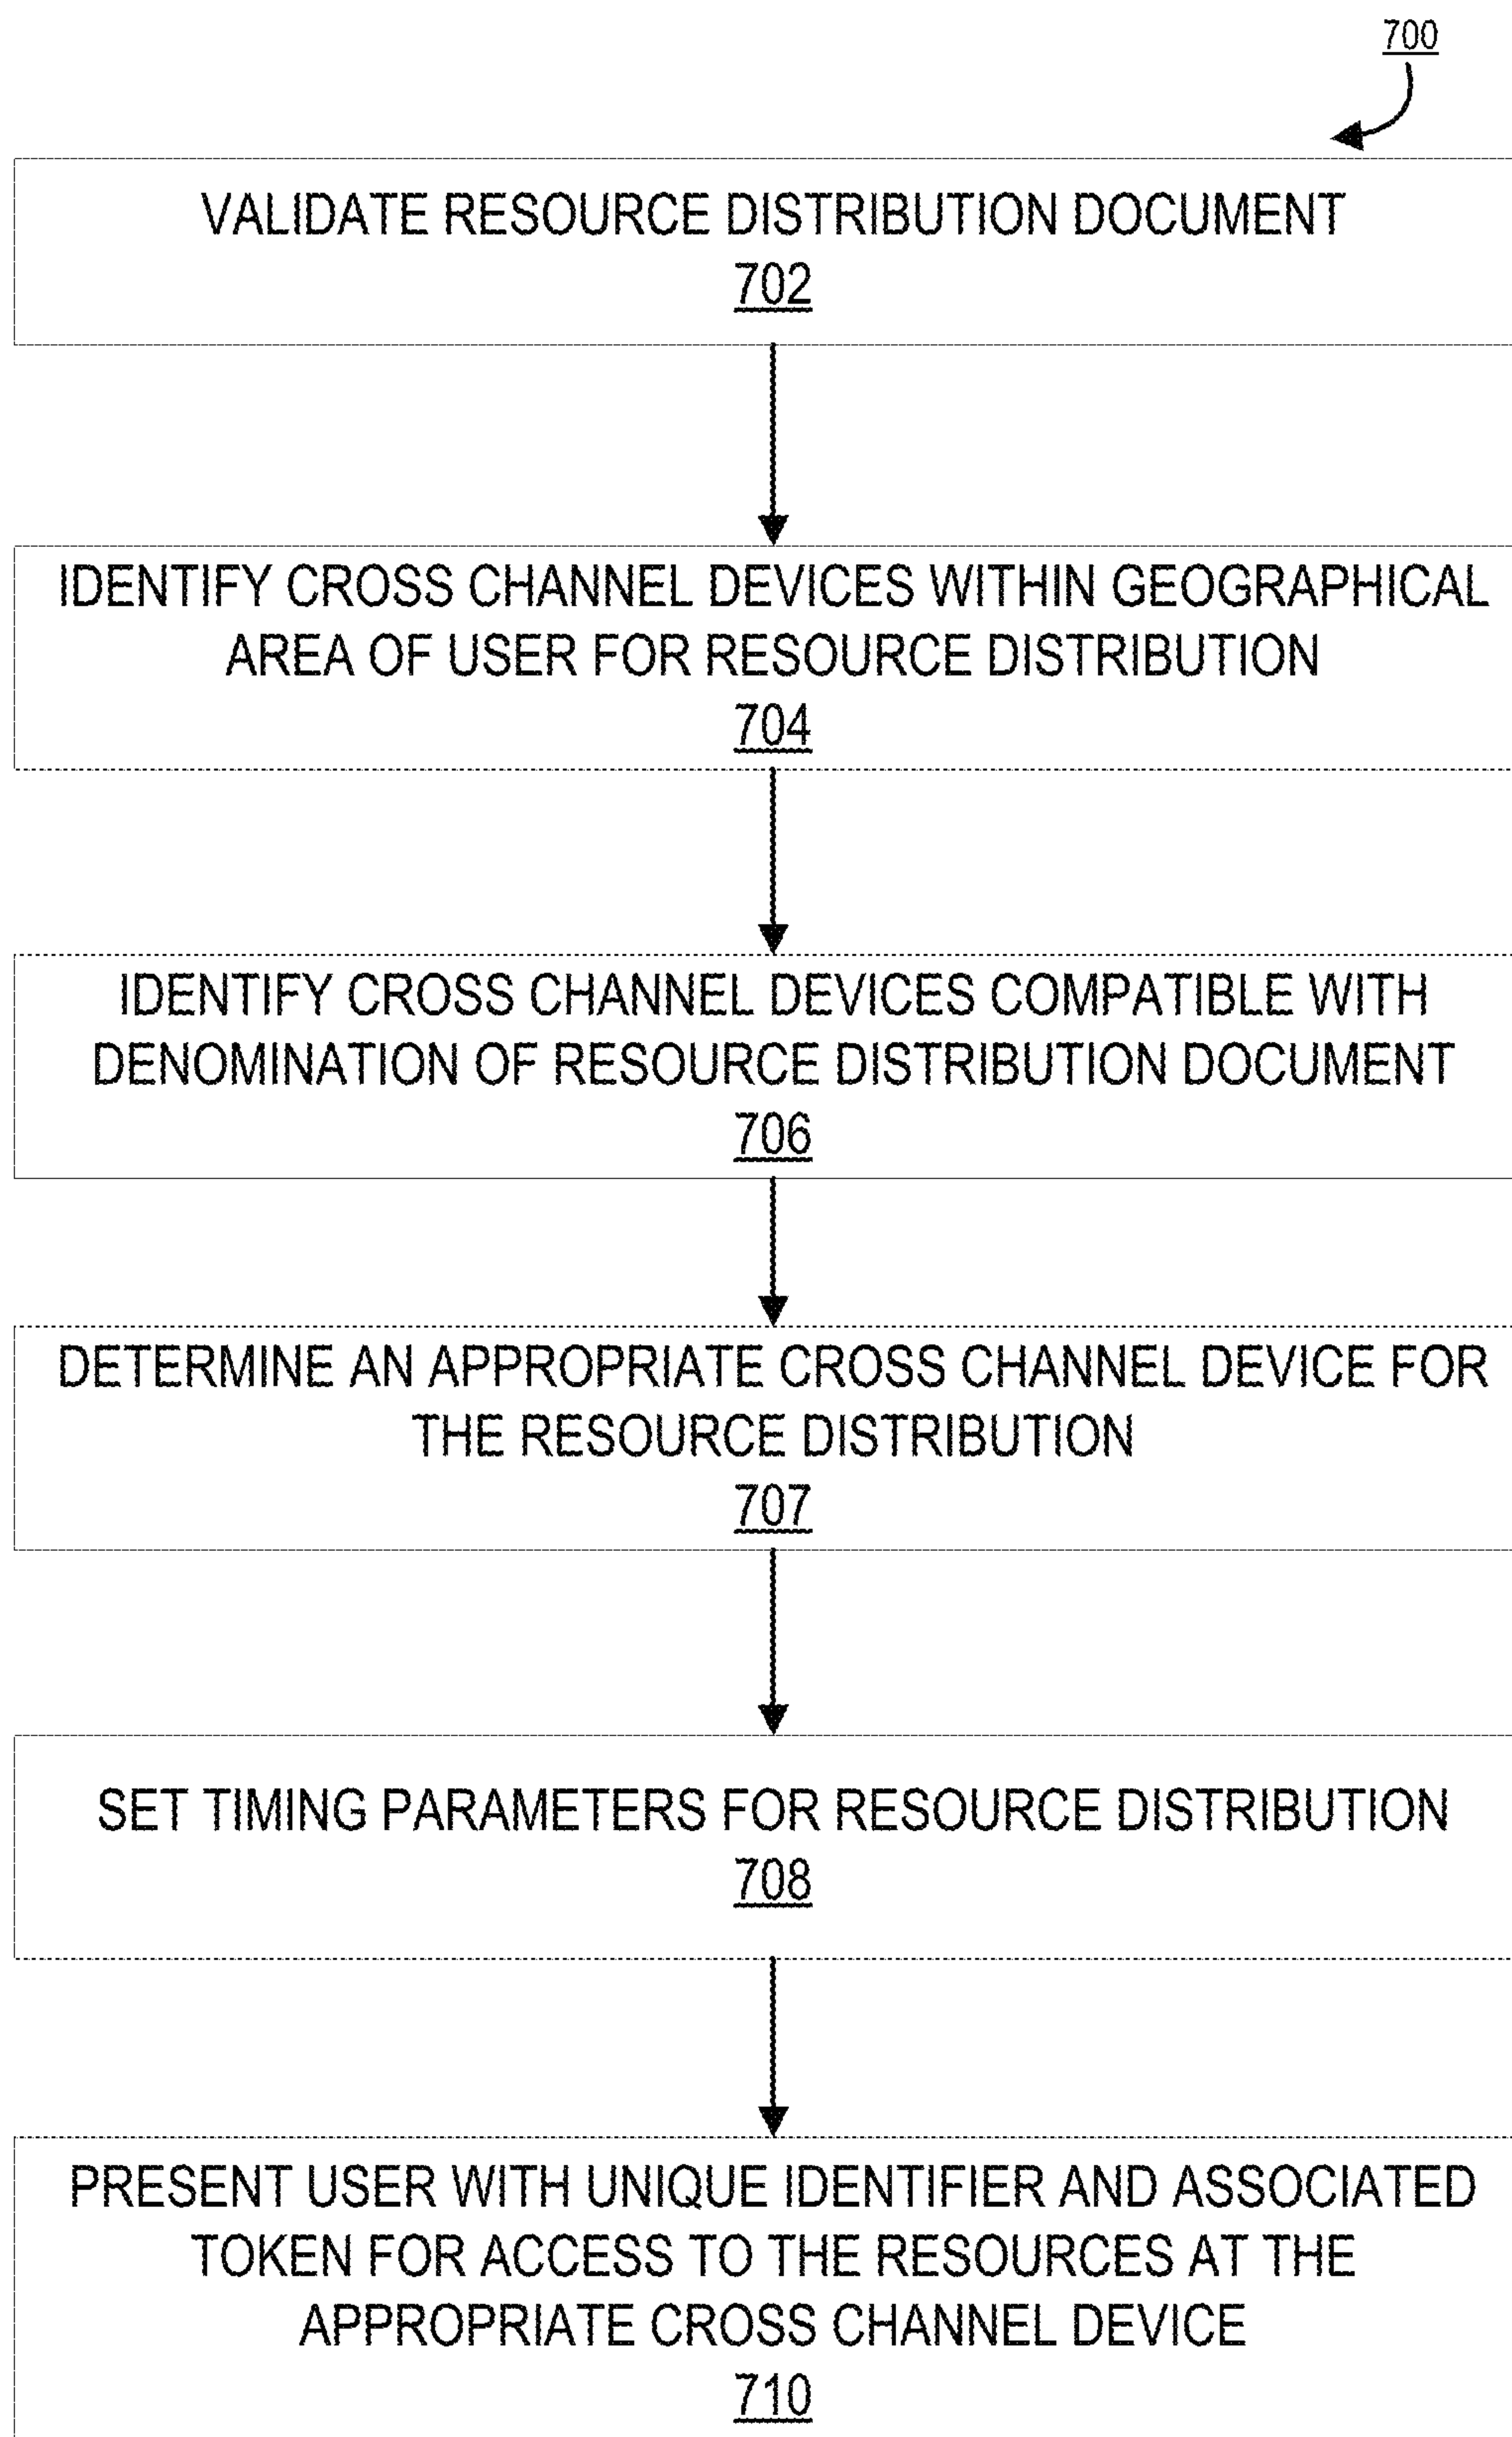 700
VALIDATE RESOURCE DISTRIBUTION DOCUMENT
702
IDENTIFY CROSS CHANNEL DEVICES WITHIN GEOGRAPHICAL
AREA OF USER FOR RESOURCE DISTRIBUTION
704
IDENTIFY CROSS CHANNEL DEVICES COMPATIBLE WITH
DENOMINATION OF RESOURCE DISTRIBUTION DOCUMENT
706
DETERMINE AN APPROPRIATE CROSS CHANNEL DEVICE FOR
THE RESOURCE DISTRIBUTION
707
SET TIMING PARAMETERS FOR RESOURCE DISTRIBUTION
708
PRESENT USER WITH UNIQUE IDENTIFIER AND ASSOCIATED
TOKEN FOR ACCESS TO THE RESOURCES AT THE
APPROPRIATE CROSS CHANNEL DEVICE
710